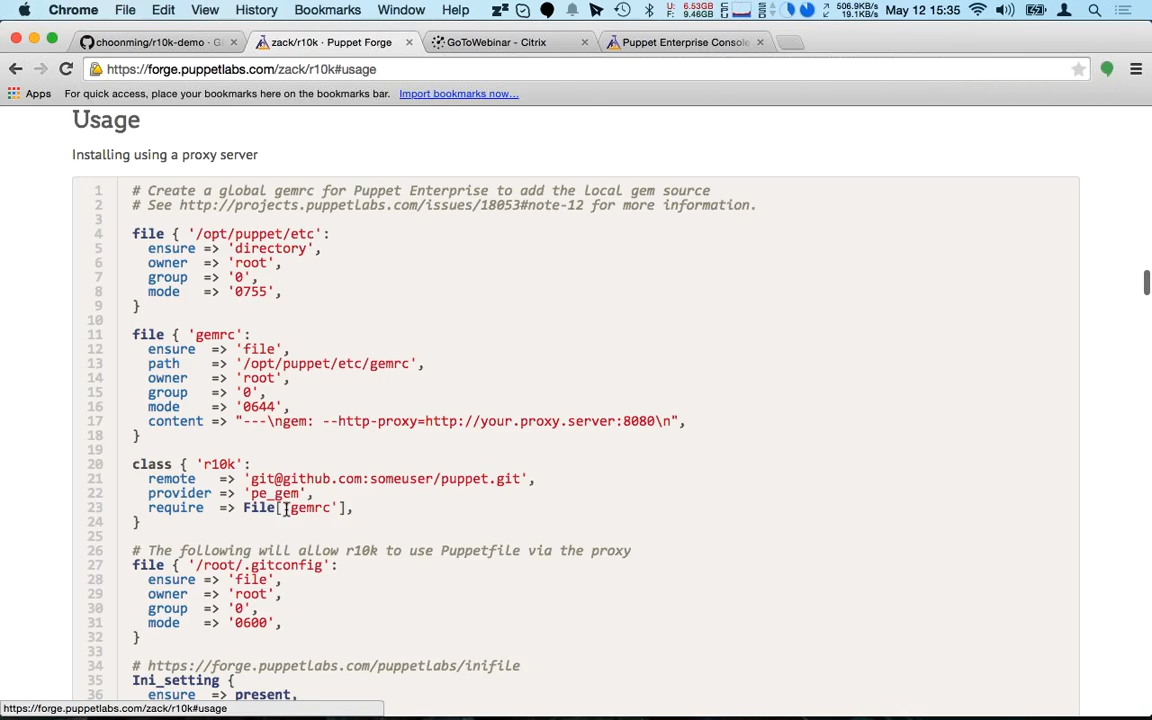 Chrome File Edit View History Bookmarks Window Help U: 6.53GB F: 9.46GB 506.9KB/s 19.1KB/s May 12 15:35
choonming/r10k-demo · G zack/r10k · Puppet Forge GoToWebinar - Citrix Puppet Enterprise Console
https://forge.puppetlabs.com/zack/r10k#usage
Apps For quick access, place your bookmarks here on the bookmarks bar. Import bookmarks now…
Usage
Installing using a proxy server
1 # Create a global gemrc for Puppet Enterprise to add the local gem source
2 # See http://projects.puppetlabs.com/issues/18053#note-12 for more information.
3
4 file { '/opt/puppet/etc':
5 ensure => 'directory',
6 owner => 'root',
7 group => '0',
8 mode => '0755',
9 }
10
11 file { 'gemrc':
12 ensure => 'file',
13 path => '/opt/puppet/etc/gemrc',
14 owner => 'root',
15 group => '0',
16 mode => '0644',
17 content => "---\ngem: --http-proxy=http://your.proxy.server:8080\n",
18 }
19
20 class { 'r10k':
21 remote => 'git@github.com:someuser/puppet.git',
22 provider => 'pe_gem',
23 require => File['gemrc'],
24 }
25
26 # The following will allow r10k to use Puppetfile via the proxy
27 file { '/root/.gitconfig':
28 ensure => 'file',
29 owner => 'root',
30 group => '0',
31 mode => '0600',
32 }
33
34 # https://forge.puppetlabs.com/puppetlabs/inifile
35 Ini_setting {
36 ensure => present,
https://forge.puppetlabs.com/zack/r10k#usage